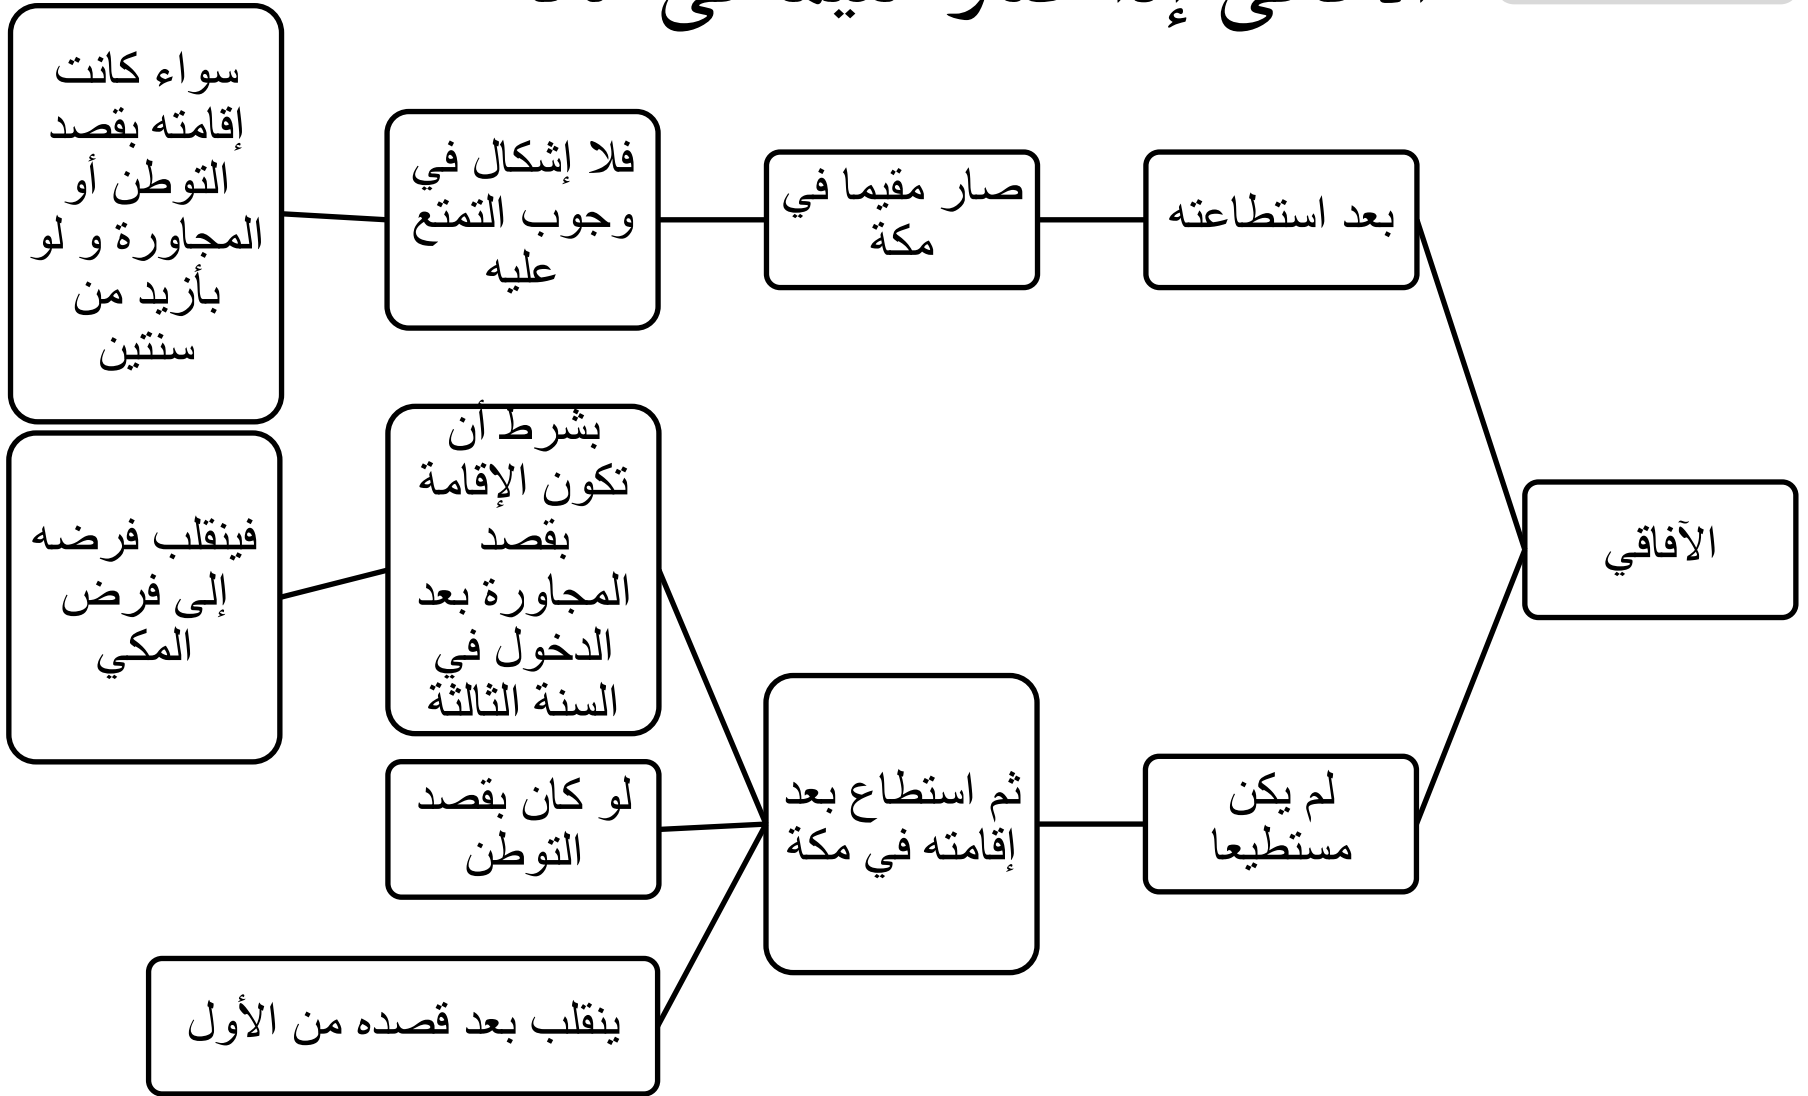 الآفاقي
بعد استطاعته
صار مقيما في
مكة
فلا إشكال في
وجوب التمتع
عليه
سواء كانت
إقامته بقصد
التوطن أو
المجاورة و لو
بأزيد من
سنتين
لم يكن
مستطيعا
ثم استطاع بعد
إقامته في مكة
بشرط أن
تكون الإقامة
بقصد
المجاورة بعد
الدخول في
السنة الثالثة
فينقلب فرضه
إلى فرض
المكي
لو كان بقصد
التوطن
ينقلب بعد قصده من الأول